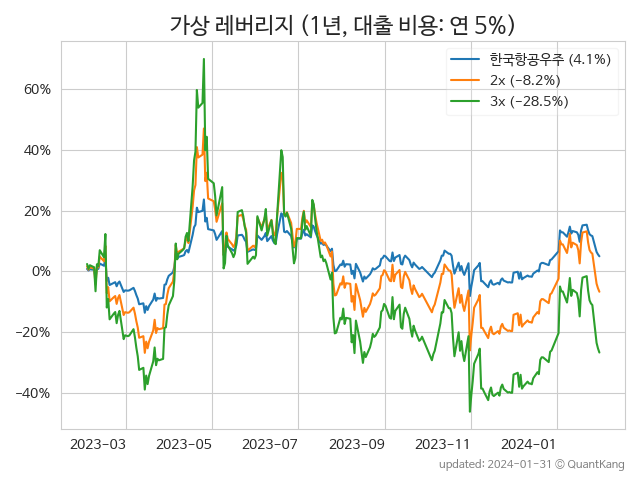 가상 레버리지 (1년, 대출 비용: 연 5%)
한국항공우주 (4.1%)
2x (−8.2%)
3x (−28.5%)
60%
40%
20%
0%
−20%
−40%
2023-03 2023-05 2023-07 2023-09 2023-11 2024-01
updated: 2024-01-31 © QuantKang